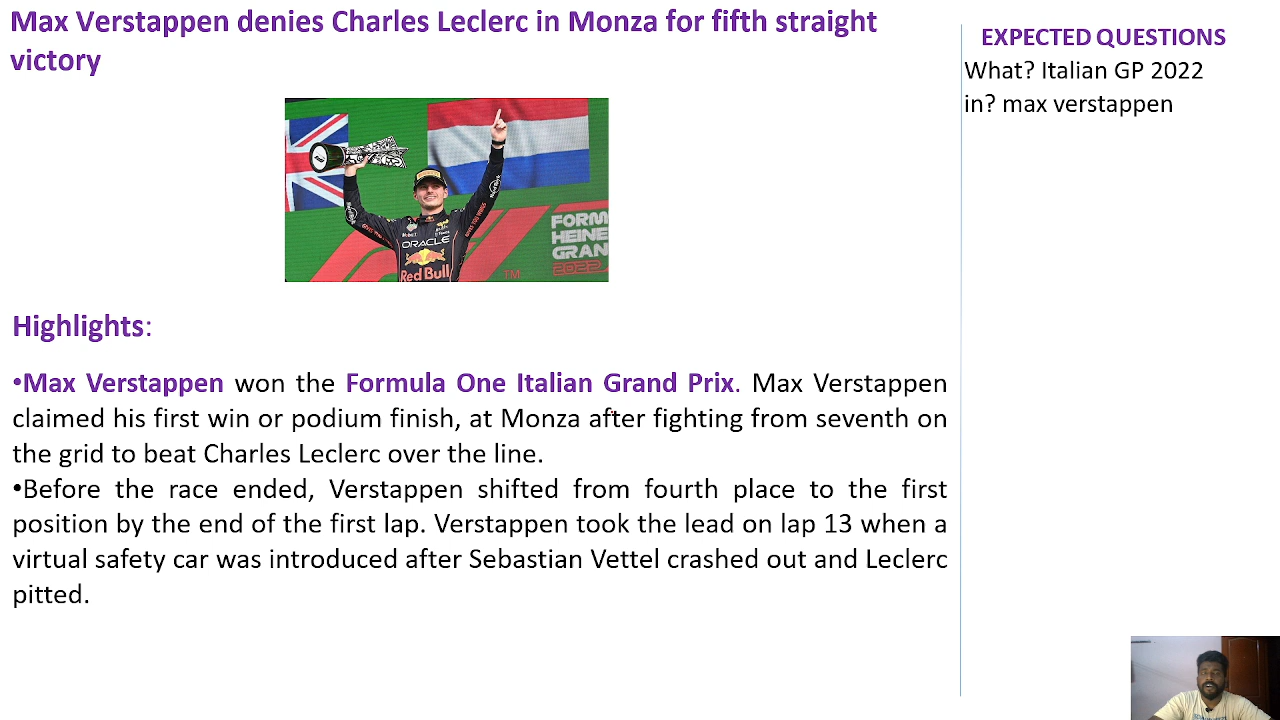 Max Verstappen denies Charles Leclerc in Monza for fifth straight
victory
EXPECTED QUESTIONS
What? Italian GP 2022
in? max verstappen
ORACLE
Red Bull
FORM
HEINE
GRAN
2022
TM
Highlights:
•Max Verstappen won the Formula One Italian Grand Prix. Max Verstappen
claimed his first win or podium finish, at Monza after fighting from seventh on
the grid to beat Charles Leclerc over the line.
•Before the race ended, Verstappen shifted from fourth place to the first
position by the end of the first lap. Verstappen took the lead on lap 13 when a
virtual safety car was introduced after Sebastian Vettel crashed out and Leclerc
pitted.